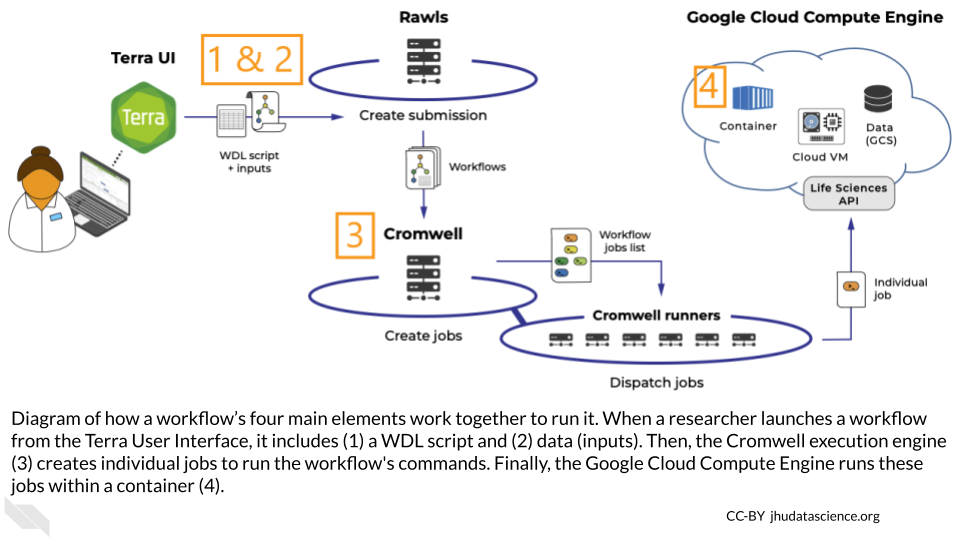 Rawls
Google Cloud Compute Engine
Terra UI
1 & 2
4
Terra
Create submission
Container
Data
(GCS)
Cloud VM
WDL script
+ inputs
Workflows
Life Sciences
API
3
Cromwell
Workflow
jobs list
Individual
job
Cromwell runners
Create jobs
Dispatch jobs
Diagram of how a workflow’s four main elements work together to run it. When a researcher launches a workflow
from the Terra User Interface, it includes (1) a WDL script and (2) data (inputs). Then, the Cromwell execution engine
(3) creates individual jobs to run the workflow's commands. Finally, the Google Cloud Compute Engine runs these
jobs within a container (4).
CC-BY jhudatascience.org